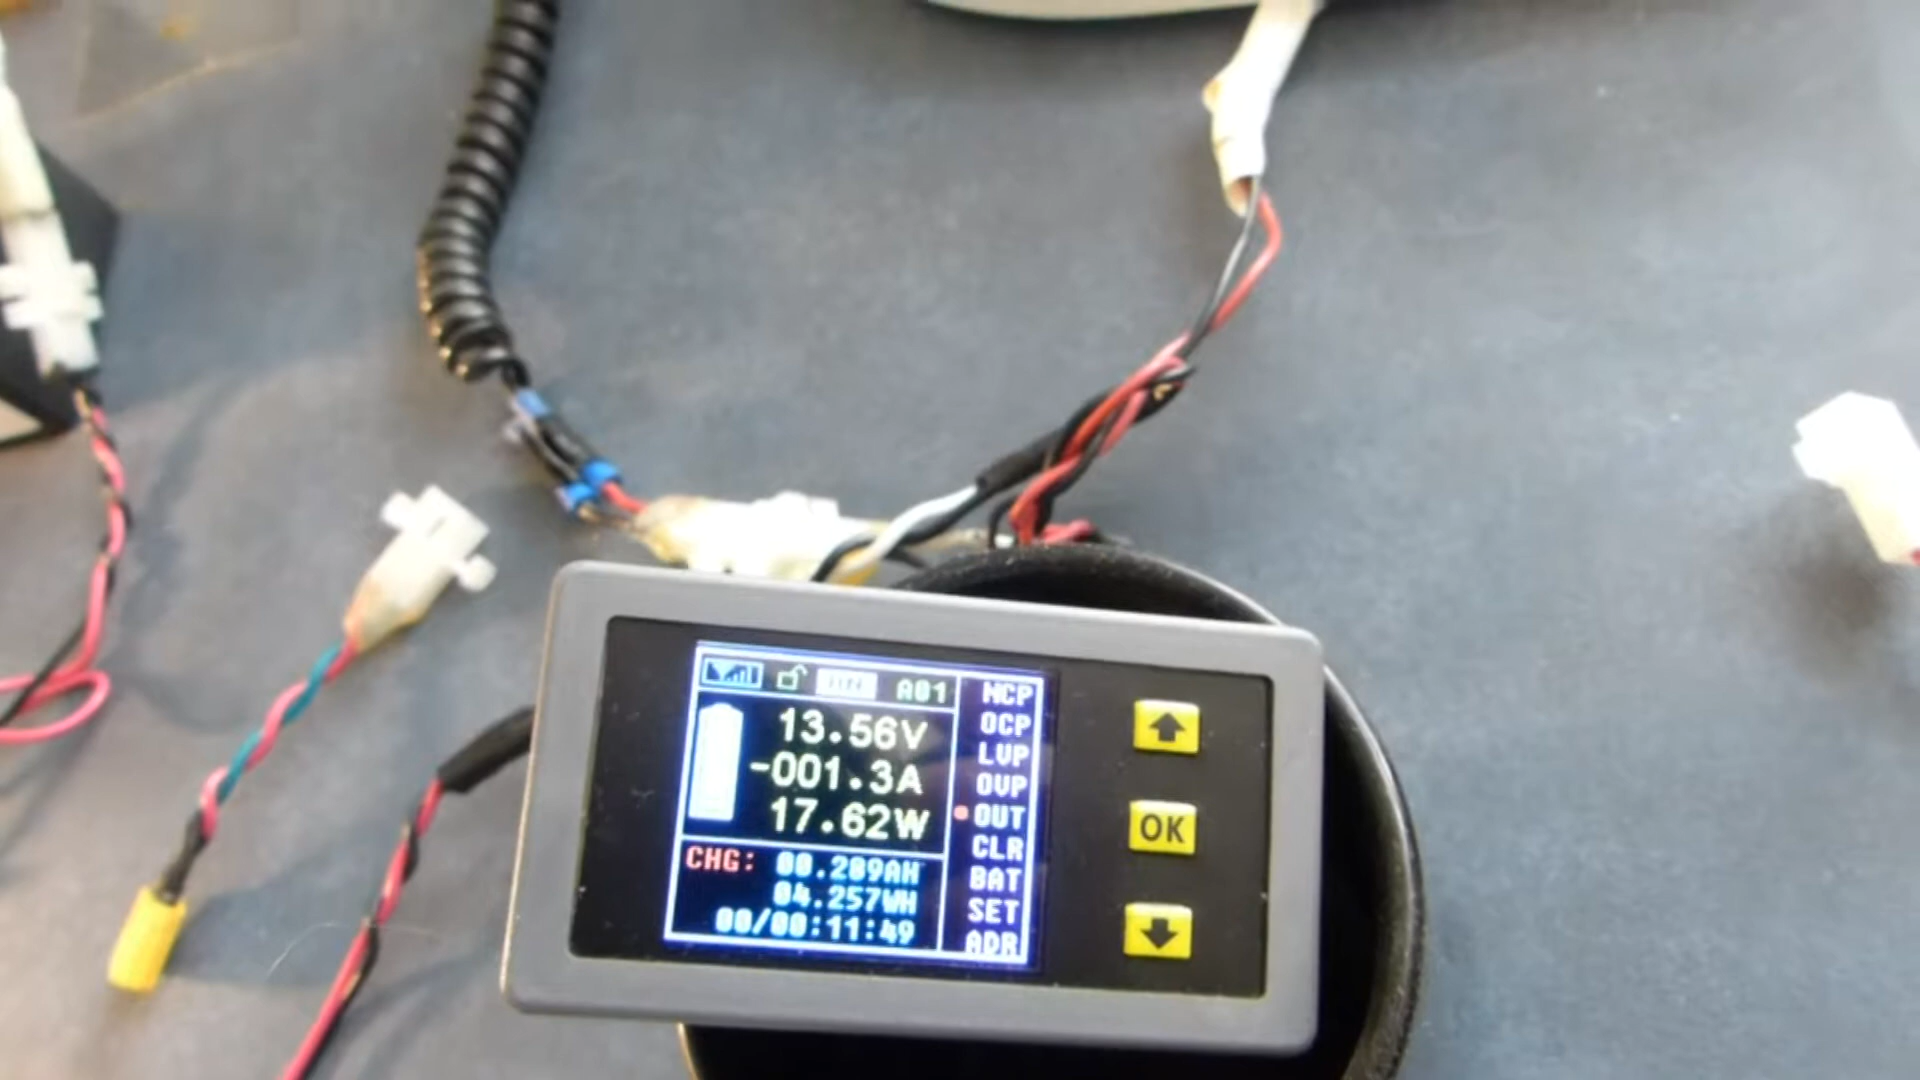 A01
13.56V
-001.3A
17.62W
CHG: 00.289AH
04.257WH
00/00:11:49
NCP
OCP
LVP
OVP
OUT
CLR
BAT
SET
ADR
OK